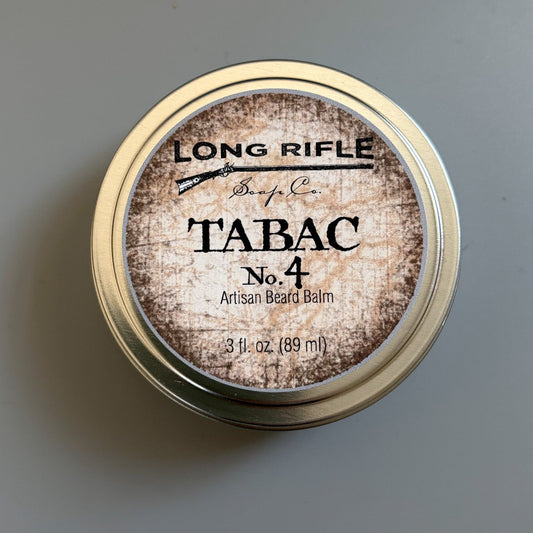 LONG RIFLE
Soap Co.
TABAC
No. 4
Artisan Beard Balm
3 fl. oz. (89 ml)